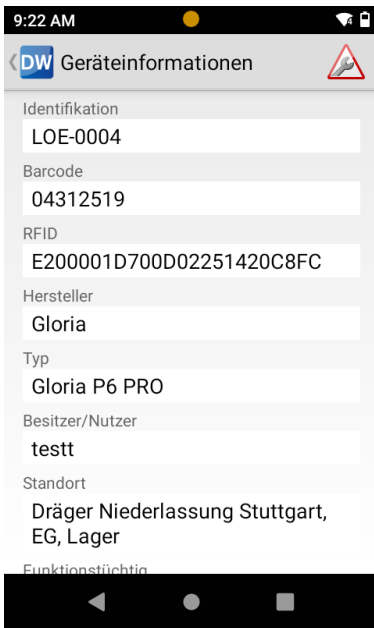 9:22 AM
DW Geräteinformationen
Identifikation
LOE-0004
Barcode
04312519
RFID
E200001D700D02251420C8FC
Hersteller
Gloria
Typ
Gloria P6 PRO
Besitzer/Nutzer
testt
Standort
Dräger Niederlassung Stuttgart,
EG, Lager
Funktionstüchtig